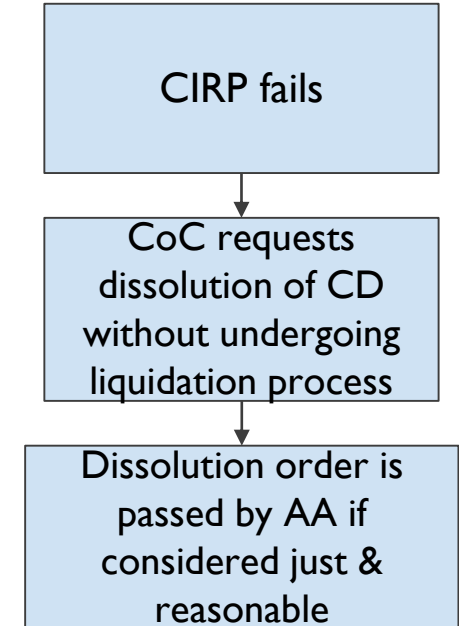 CIRP fails
CoC requests
dissolution of CD
without undergoing
liquidation process
Dissolution order is
passed by AA if
considered just &
reasonable